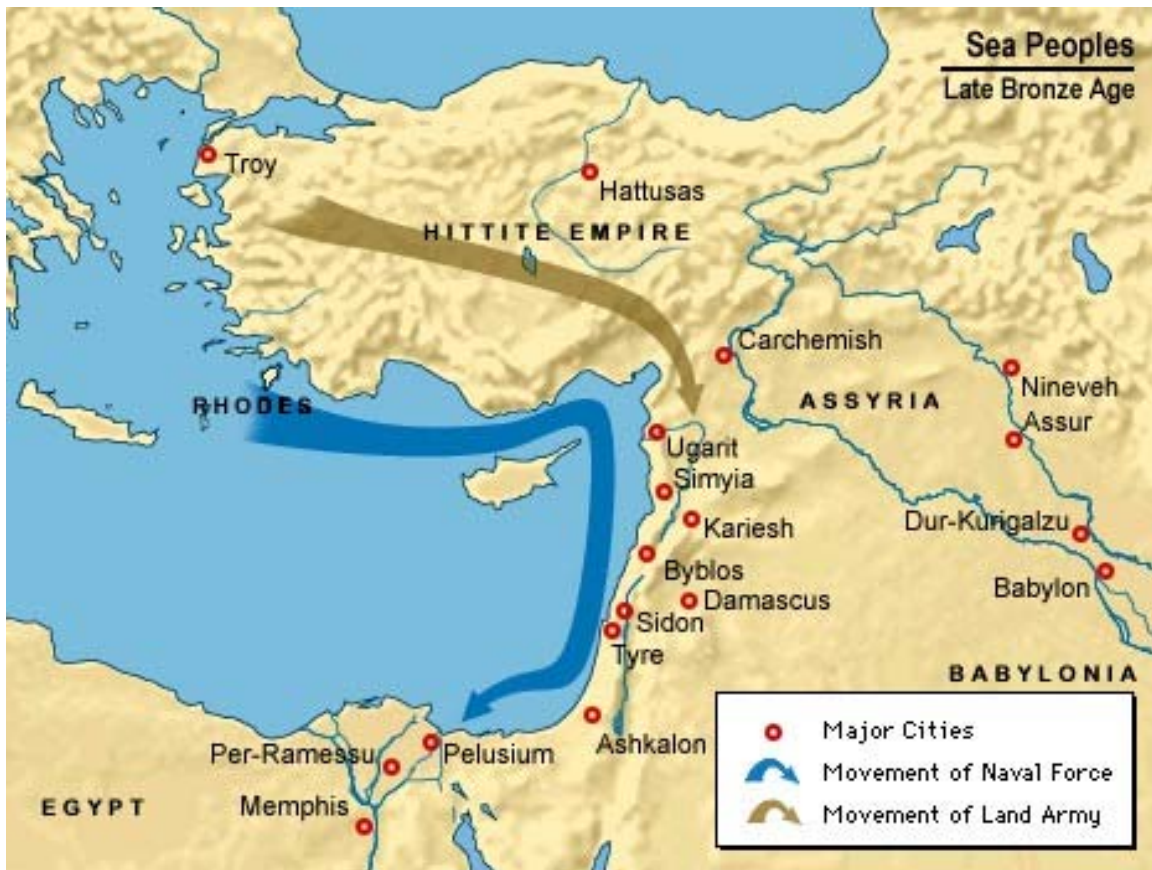 Sea Peoples
Late Bronze Age
Troy
Hattusas
HITTITE EMPIRE
Carchemish
Nineveh
ASSYRIA
RHODES
Assur
Ugarit
Simyia
Kariesh
Dur-Kurigalzu
Byblos
Babylon
Damascus
Sidon
Tyre
BABYLONIA
Ashkalon
Per-Ramessu
Pelusium
Memphis
EGYPT
Major Cities
Movement of Naval Force
Movement of Land Army